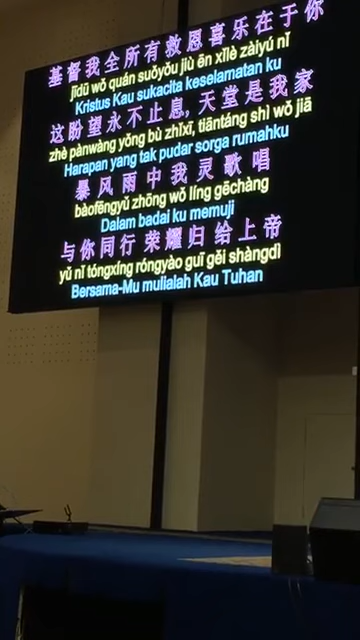 基督我全所有救恩喜乐在于你
jīdū wǒ quán suǒyǒu jiù ēn xǐlè zàiyú nǐ
Kristus Kau sukacita keselamatan ku
这盼望永不止息, 天堂是我家
zhè pànwàng yǒng bù zhǐxī, tiāntáng shì wǒ jiā
Harapan yang tak pudar sorga rumahku
暴风雨中我灵歌唱
bàofēngyǔ zhōng wǒ líng gēchàng
Dalam badai ku memuji
与你同行 荣耀归给上帝
yǔ nǐ tóngxíng róngyào guī gěi shàngdì
Bersama-Mu mulialah Kau Tuhan